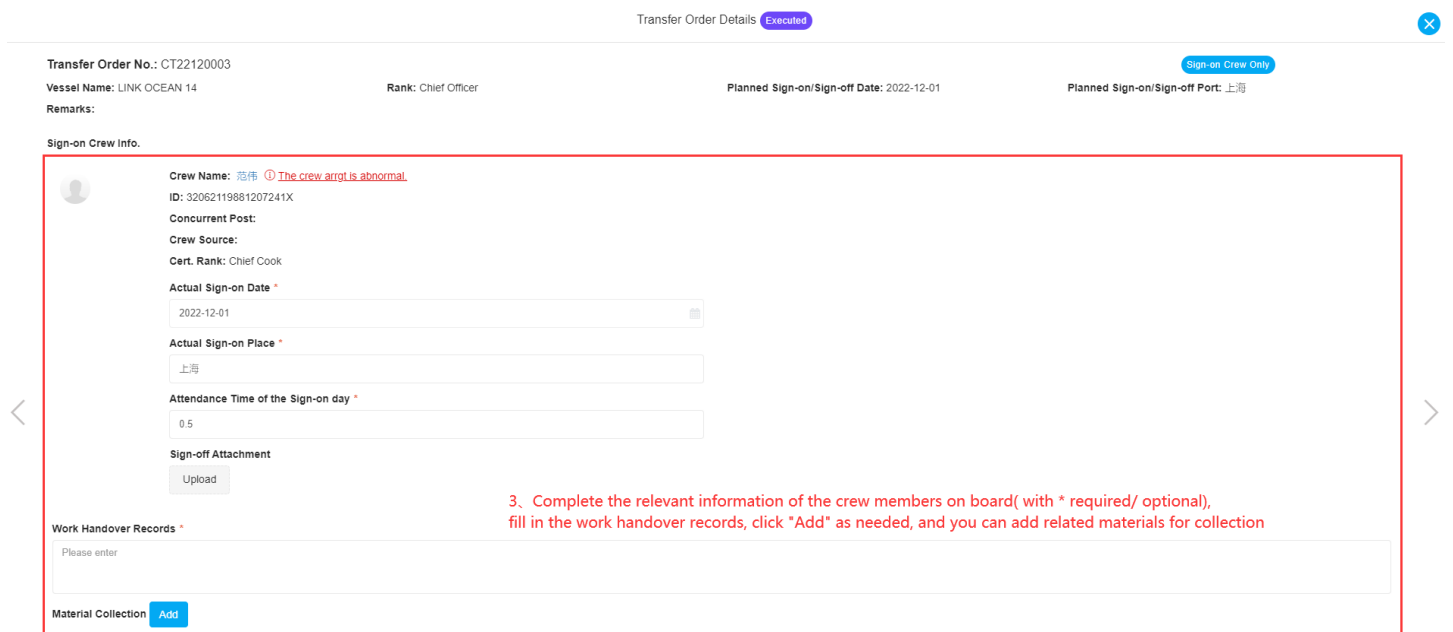 Transfer Order Details Executed
Transfer Order No.: CT22120003
Sign-on Crew Only
Vessel Name: LINK OCEAN 14 Rank: Chief Officer Planned Sign-on/Sign-off Date: 2022-12-01 Planned Sign-on/Sign-off Port: 上海
Remarks:
Sign-on Crew Info.
Crew Name: 范伟 The crew arrgt is abnormal.
ID: 32062119881207241X
Concurrent Post:
Crew Source:
Cert. Rank: Chief Cook
Actual Sign-on Date *
2022-12-01
Actual Sign-on Place *
上海
Attendance Time of the Sign-on day *
0.5
Sign-off Attachment
Upload
3、Complete the relevant information of the crew members on board( with * required/ optional),
fill in the work handover records, click "Add" as needed, and you can add related materials for collection
Work Handover Records *
Please enter
Material Collection Add